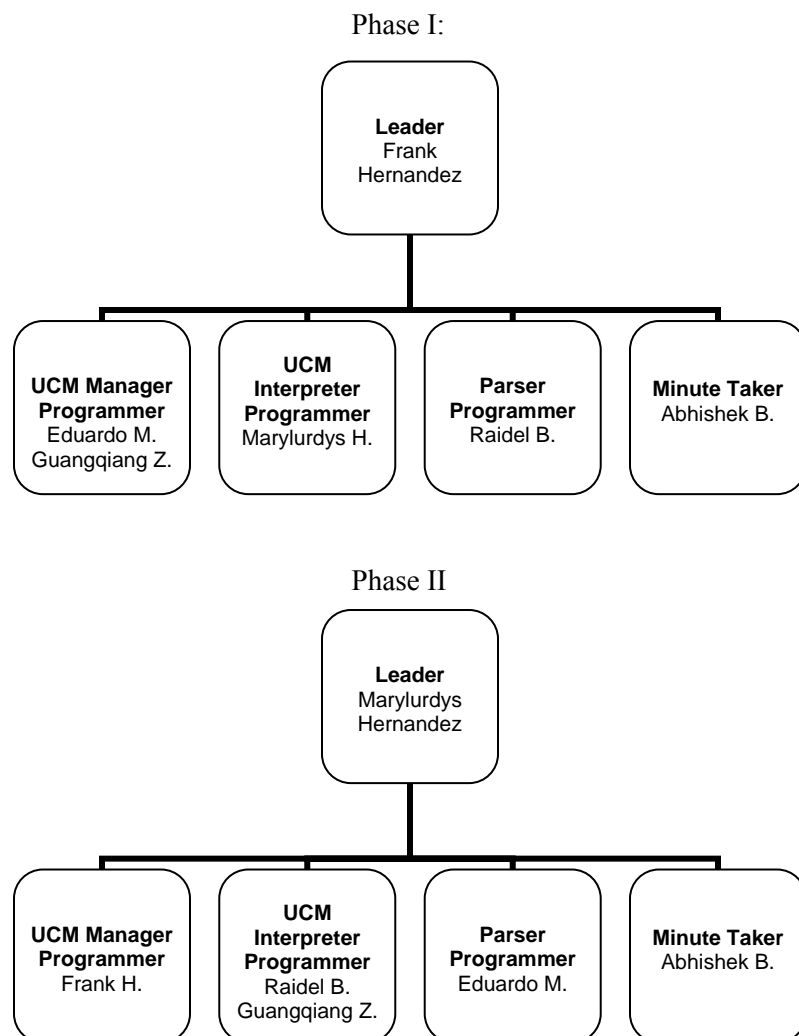 Phase I:
Leader
Frank
Hernandez
UCM Manager
Programmer
Eduardo M.
Guangqiang Z.
UCM
Interpreter
Programmer
Marylurdys H.
Parser
Programmer
Raidel B.
Minute Taker
Abhishek B.
Phase II
Leader
Marylurdys
Hernandez
UCM Manager
Programmer
Frank H.
UCM
Interpreter
Programmer
Raidel B.
Guangqiang Z.
Parser
Programmer
Eduardo M.
Minute Taker
Abhishek B.